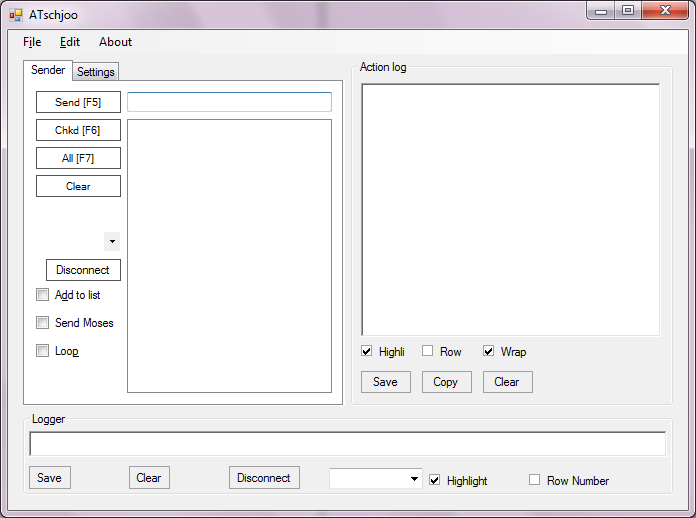 ATschjoo
File Edit About
Sender Settings
Send [F5]
Chkd [F6]
All [F7]
Clear
Disconnect
Add to list
Send Moses
Loop
Action log
Highli Row Wrap
Save Copy Clear
Logger
Save Clear Disconnect Highlight Row Number